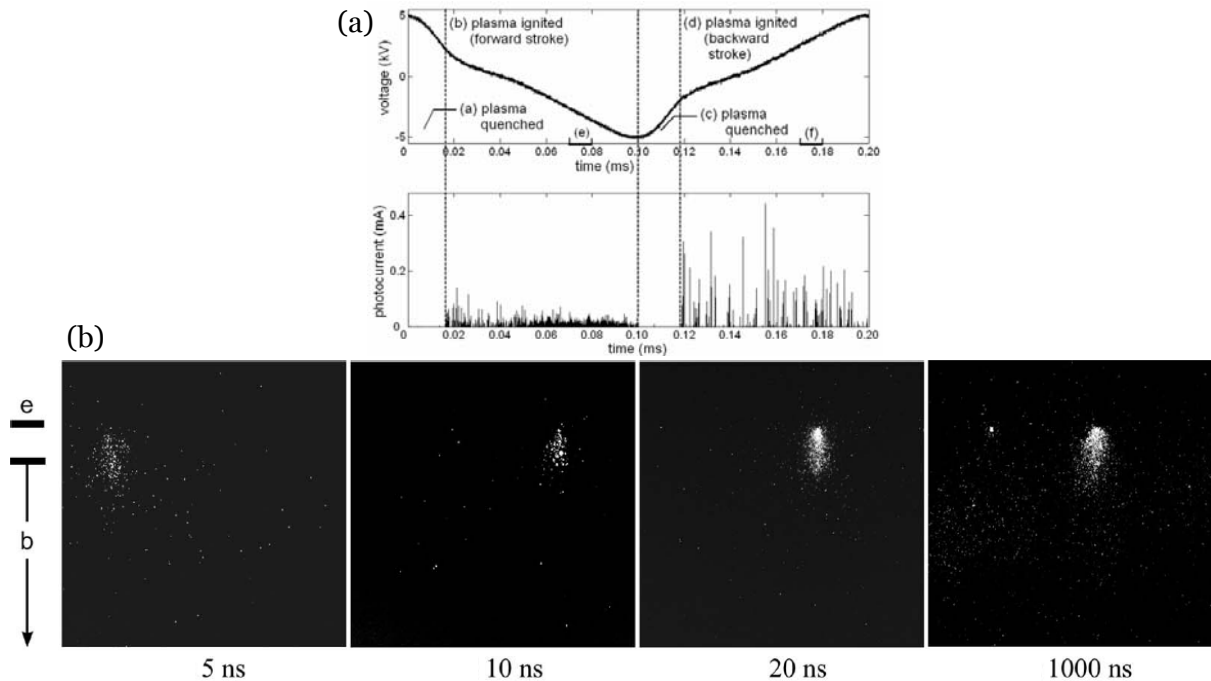 (a)
5
0
-5
voltage (kV)
(b) plasma ignited
(forward stroke)
(d) plasma ignited
(backward
stroke)
(a) plasma
quenched
(e)
(c) plasma
quenched
(f)
0 0.02 0.04 0.06 0.08 0.10 0.12 0.14 0.16 0.18 0.20
time (ms)
0.4
0.2
0
photocurrent (mA)
0 0.02 0.04 0.06 0.08 0.10 0.12 0.14 0.16 0.18 0.20
time (ms)
(b)
e
b
5 ns 10 ns 20 ns 1000 ns